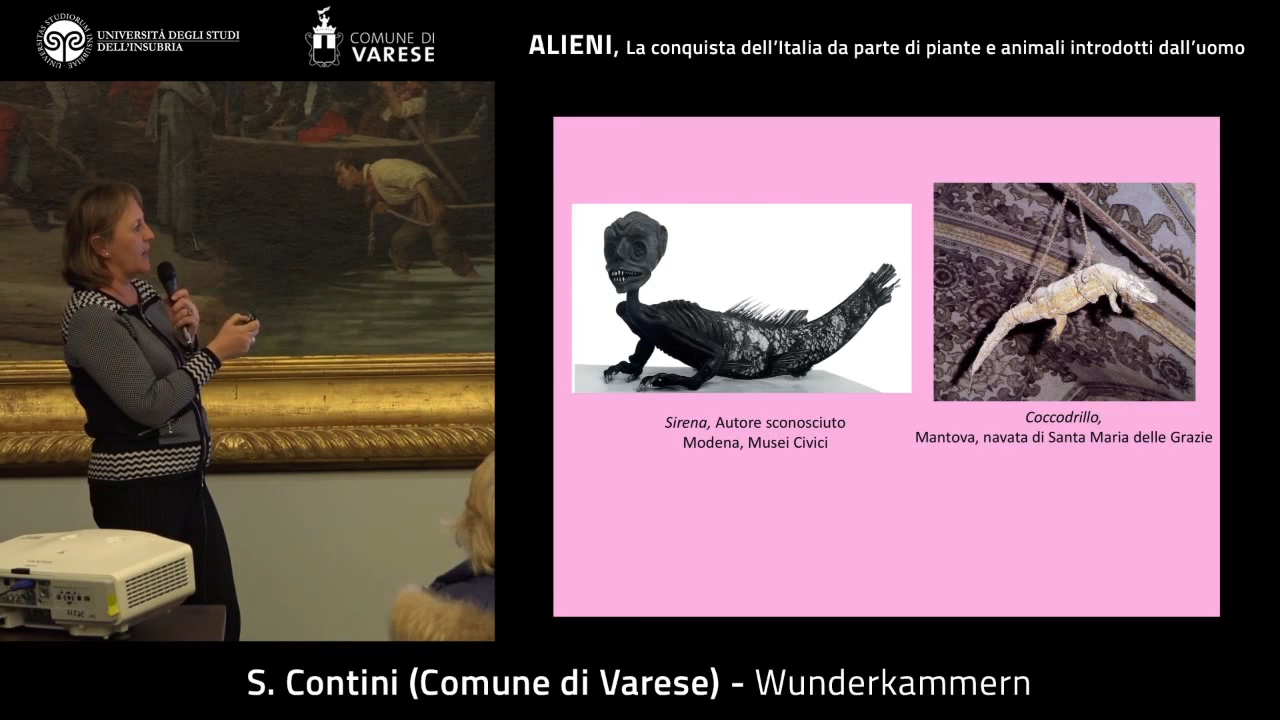 UNIVERSITÀ DEGLI STUDI
DELL'INSUBRIA
COMUNE DI
VARESE
ALIENI, La conquista dell'Italia da parte di piante e animali introdotti dall'uomo
Sirena, Autore sconosciuto
Modena, Musei Civici
Coccodrillo,
Mantova, navata di Santa Maria delle Grazie
S. Contini (Comune di Varese) - Wunderkammern